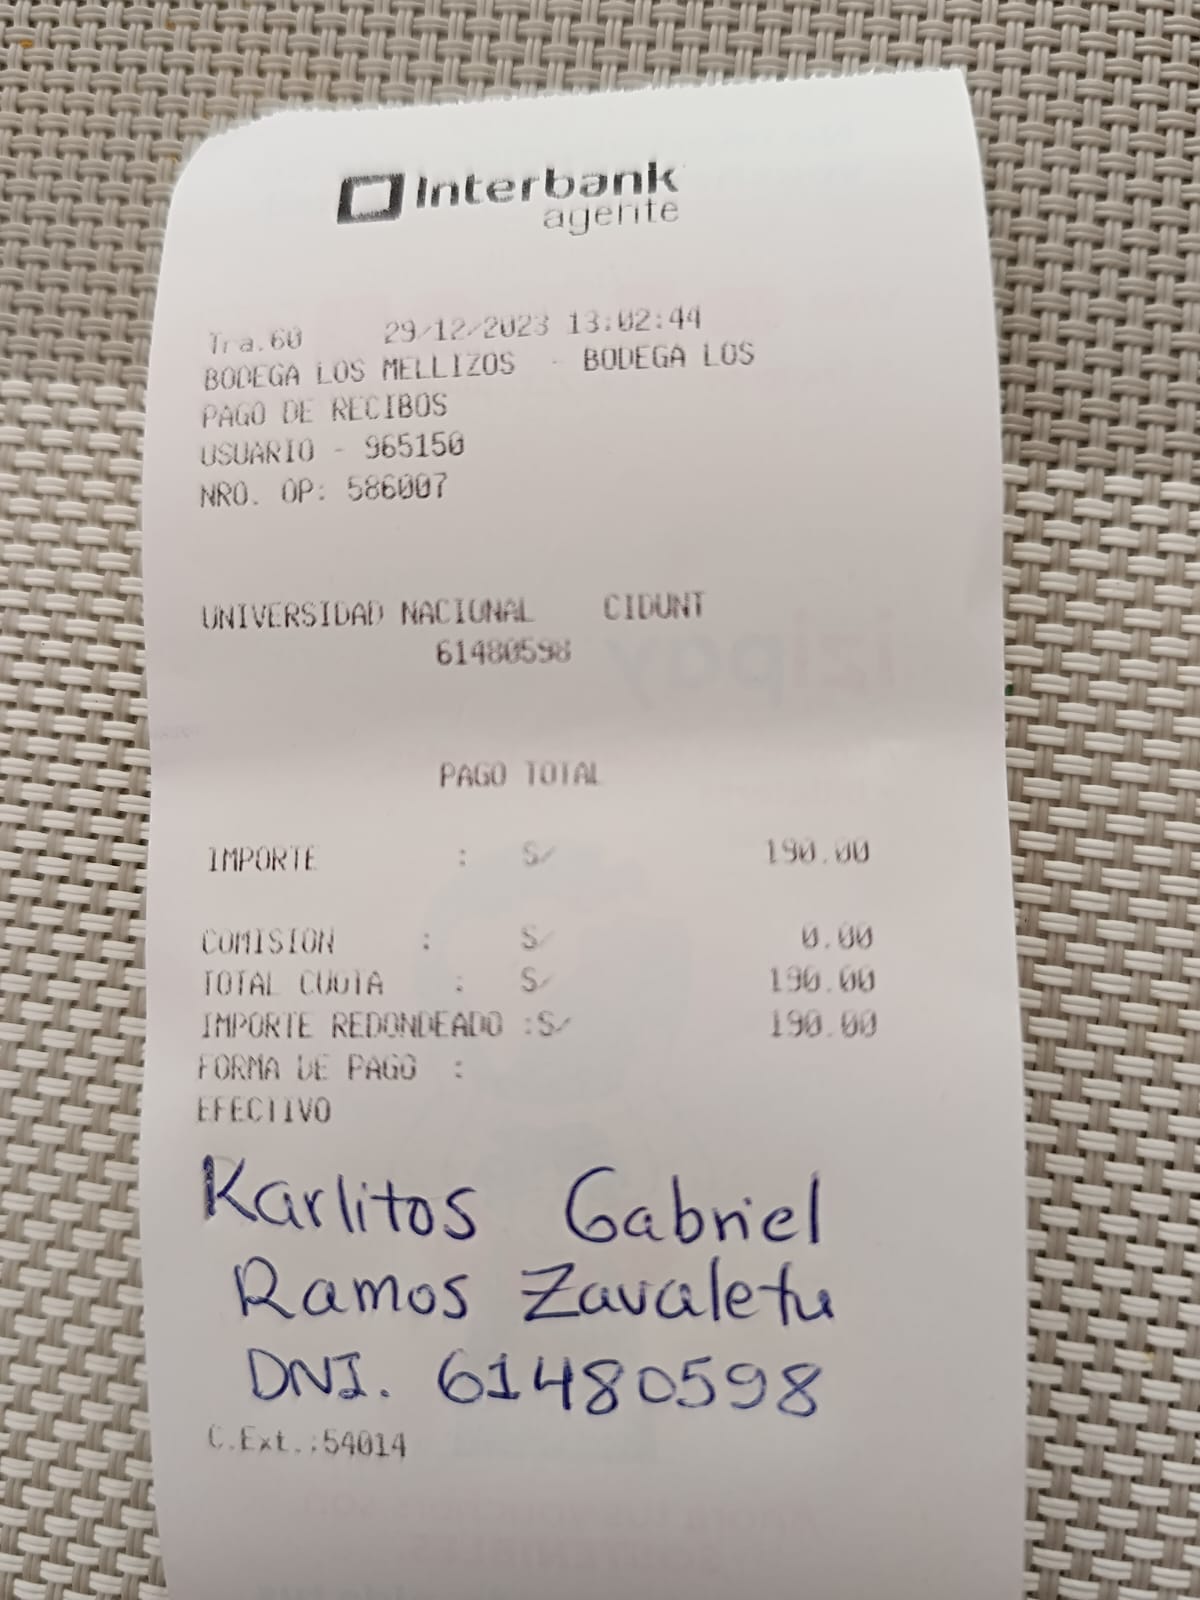 Interbank
agente
Tra.60 29/12/2023 13:02:44
BODEGA LOS MELLIZOS - BODEGA LOS
PAGO DE RECIBOS
USUARIO - 965150
NRO. OP: 586007
UNIVERSIDAD NACIONAL CIDUNT
61480598
izipay
PAGO TOTAL
IMPORTE : S/ 190.00
COMISION : S/ 0.00
TOTAL CUOTA : S/ 190.00
IMPORTE REDONDEADO :S/ 190.00
FORMA DE PAGO :
EFECTIVO
Karlitos Gabriel
Ramos Zavaleta
DNI. 61480598
C.Ext.:54014